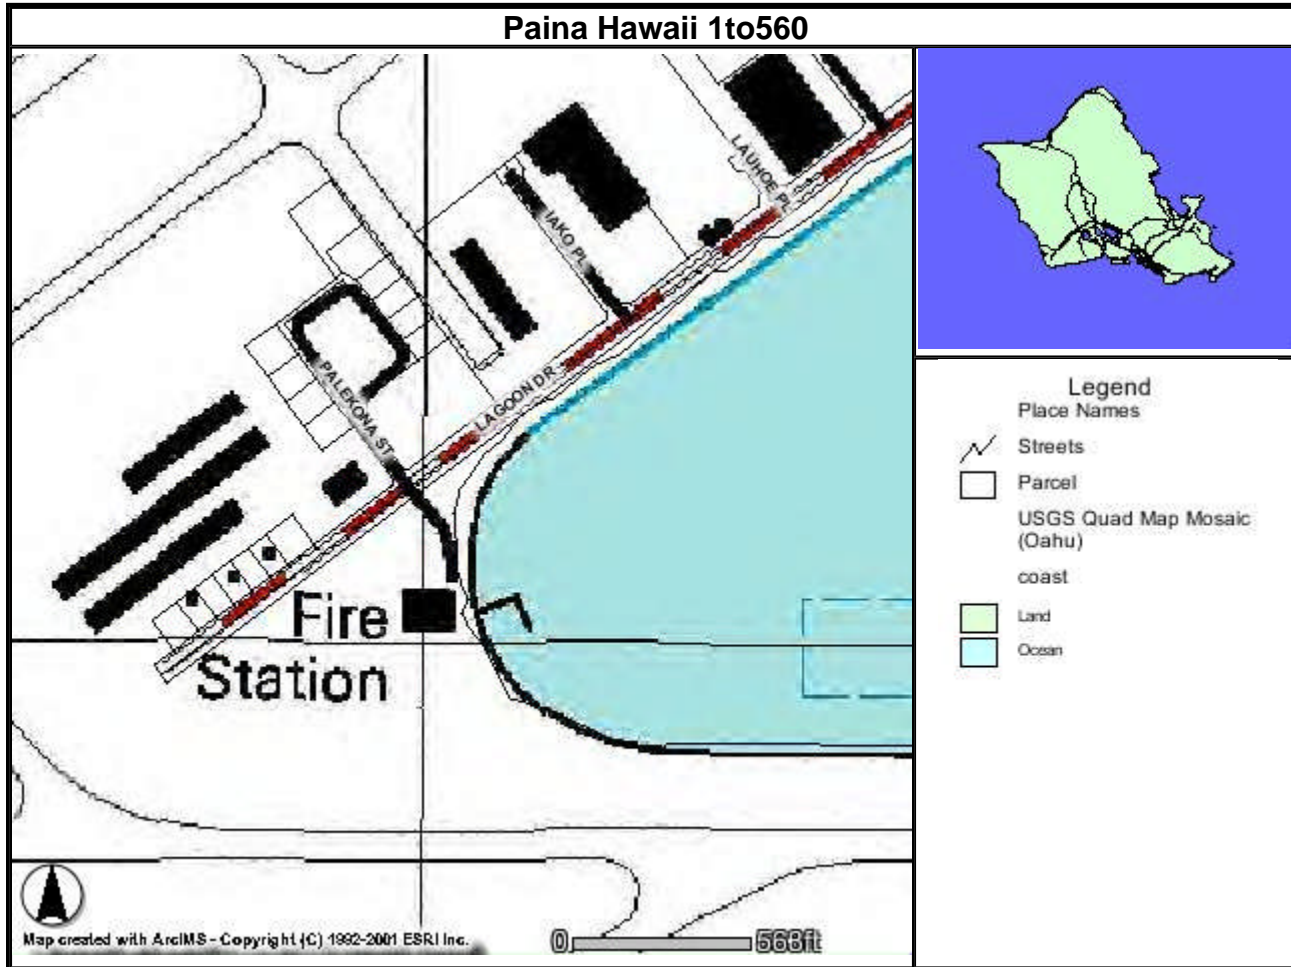 Paina Hawaii 1to560
LAUHOE PL
IAKO PL
PALEKONA ST
LAGOON DR
Fire
Station
Map created with ArcIMS - Copyright (C) 1992-2001 ESRI Inc.
0 568ft
Legend
Place Names
Streets
Parcel
USGS Quad Map Mosaic
(Oahu)
coast
Land
Ocean